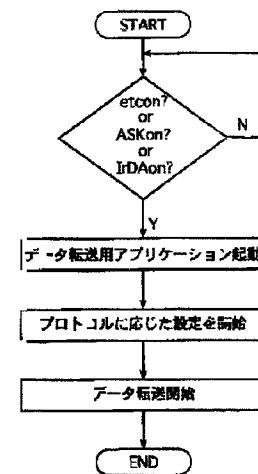 START
etcon?
or
ASKon?
or
IrDAon?
N
Y
データ転送用アプリケーション起動
プロトコルに応じた設定を開始
データ転送開始
END